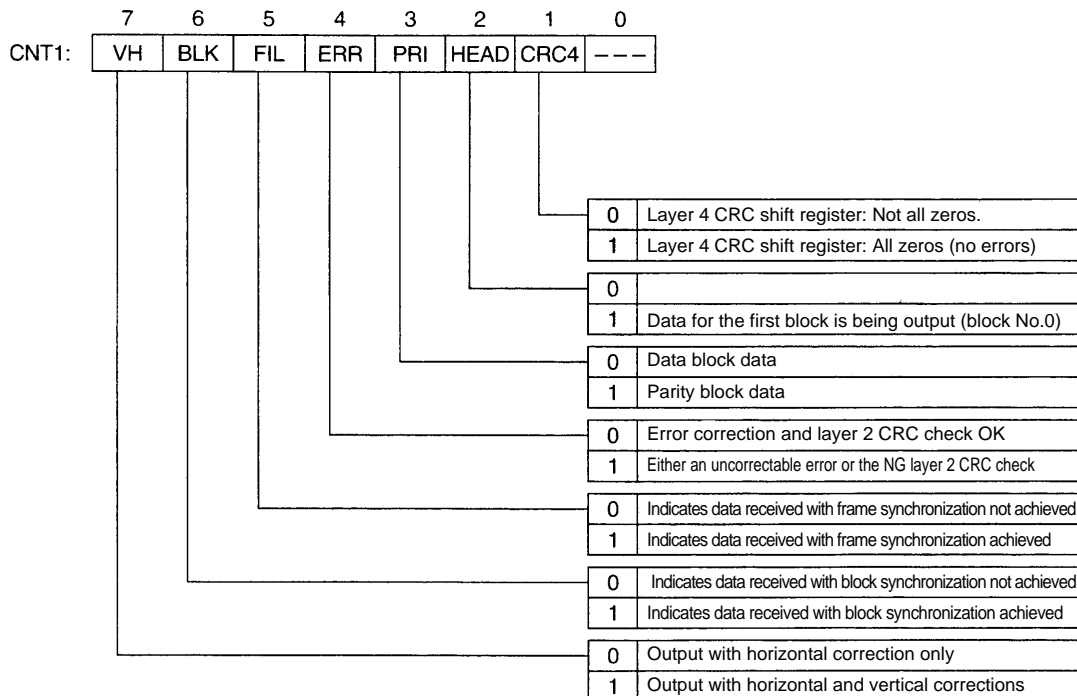 7 6 5 4 3 2 1 0
CNT1: VH BLK FIL ERR PRI HEAD CRC4 – – –
0 Layer 4 CRC shift register: Not all zeros.
1 Layer 4 CRC shift register: All zeros (no errors)
0
1 Data for the first block is being output (block No.0)
0 Data block data
1 Parity block data
0 Error correction and layer 2 CRC check OK
1 Either an uncorrectable error or the NG layer 2 CRC check
0 Indicates data received with frame synchronization not achieved
1 Indicates data received with frame synchronization achieved
0 Indicates data received with block synchronization not achieved
1 Indicates data received with block synchronization achieved
0 Output with horizontal correction only
1 Output with horizontal and vertical corrections